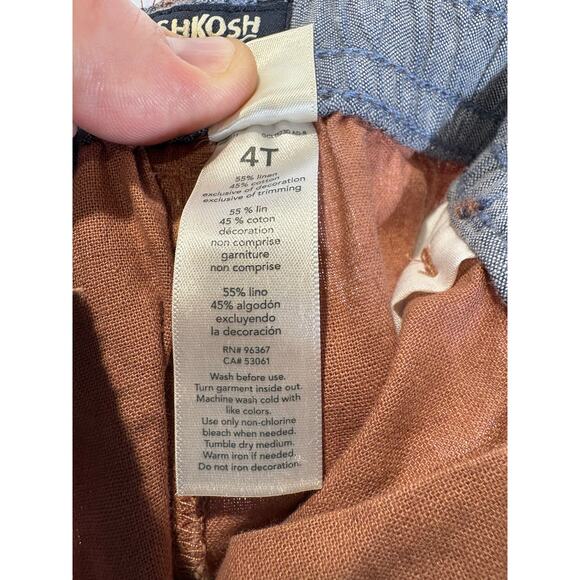 SHKOSH
4T
55% linen
45% cotton
exclusive of decoration
exclusive of trimming
55 % lin
45 % coton
décoration
non comprise
garniture
non comprise
55% lino
45% algodón
excluyendo
la decoración
RN# 96367
CA# 53061
Wash before use.
Turn garment inside out.
Machine wash cold with
like colors.
Use only non-chlorine
bleach when needed.
Tumble dry medium.
Warm iron if needed.
Do not iron decoration.